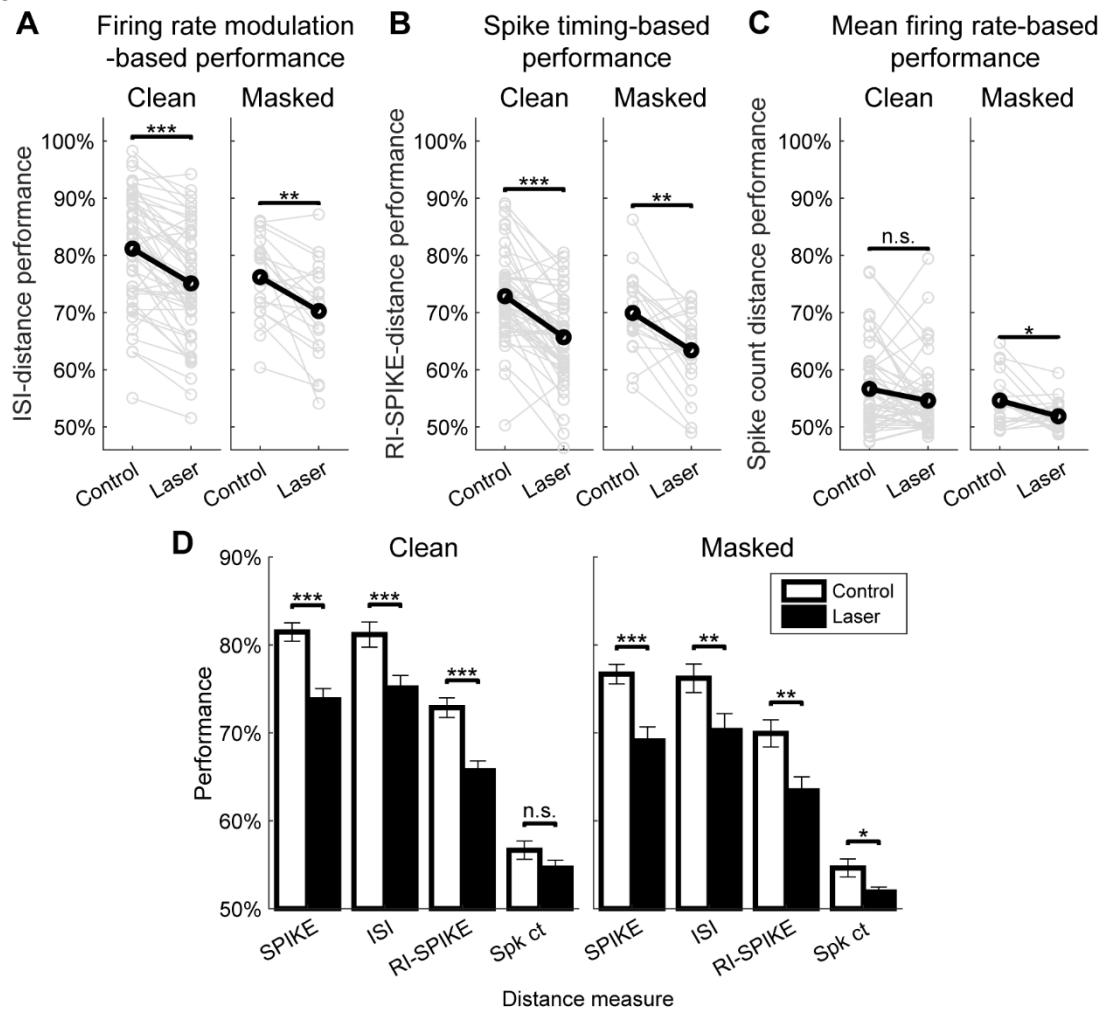 A
Firing rate modulation
-based performance
Clean
Masked
ISI-distance performance
100%
90%
80%
70%
60%
50%
***
**
Control
Laser
Control
Laser
B
Spike timing-based
performance
Clean
Masked
RI-SPIKE-distance performance
100%
90%
80%
70%
60%
50%
***
**
Control
Laser
Control
Laser
C
Mean firing rate-based
performance
Clean
Masked
Spike count distance performance
100%
90%
80%
70%
60%
50%
n.s.
*
Control
Laser
Control
Laser
D
Clean
Masked
Performance
90%
80%
70%
60%
50%
***
***
***
n.s.
***
**
**
*
Control
Laser
SPIKE
ISI
RI-SPIKE
Spk ct
SPIKE
ISI
RI-SPIKE
Spk ct
Distance measure